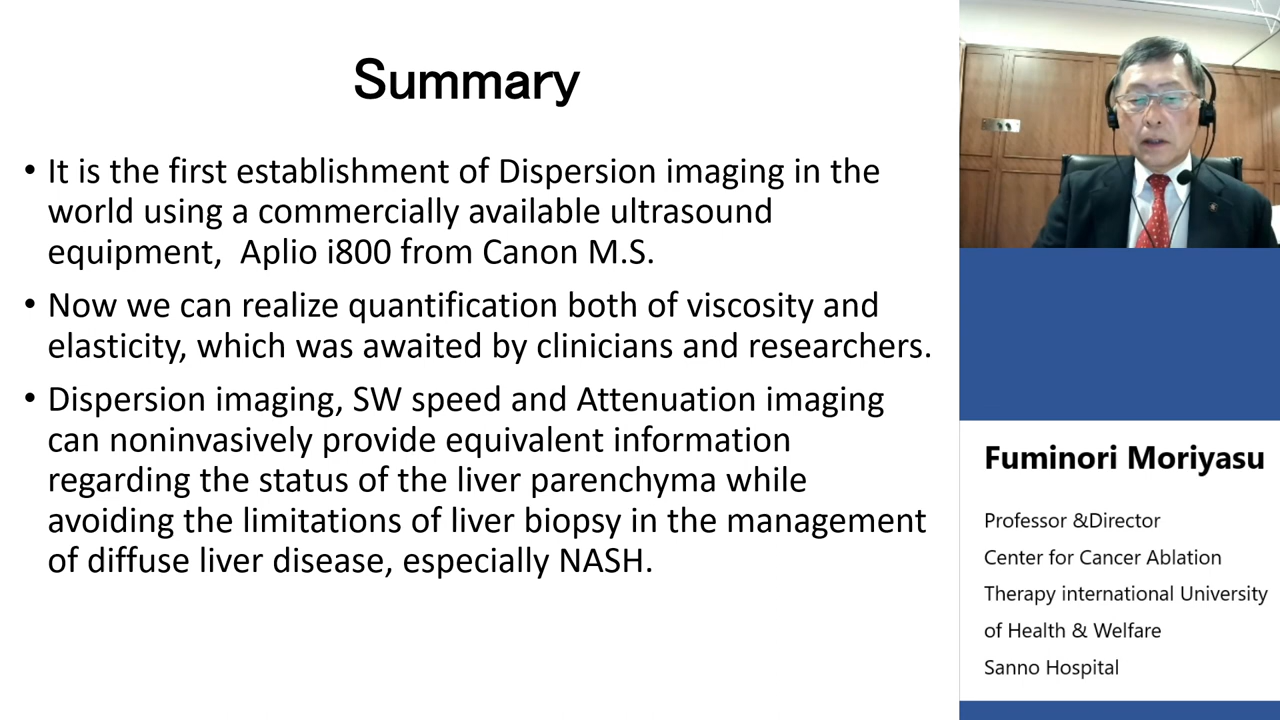 Summary
• It is the first establishment of Dispersion imaging in the
world using a commercially available ultrasound
equipment,  Aplio i800 from Canon M.S.
• Now we can realize quantification both of viscosity and
elasticity, which was awaited by clinicians and researchers.
• Dispersion imaging, SW speed and Attenuation imaging
can noninvasively provide equivalent information
regarding the status of the liver parenchyma while
avoiding the limitations of liver biopsy in the management
of diffuse liver disease, especially NASH.
Fuminori Moriyasu
Professor &Director
Center for Cancer Ablation
Therapy international University
of Health & Welfare
Sanno Hospital